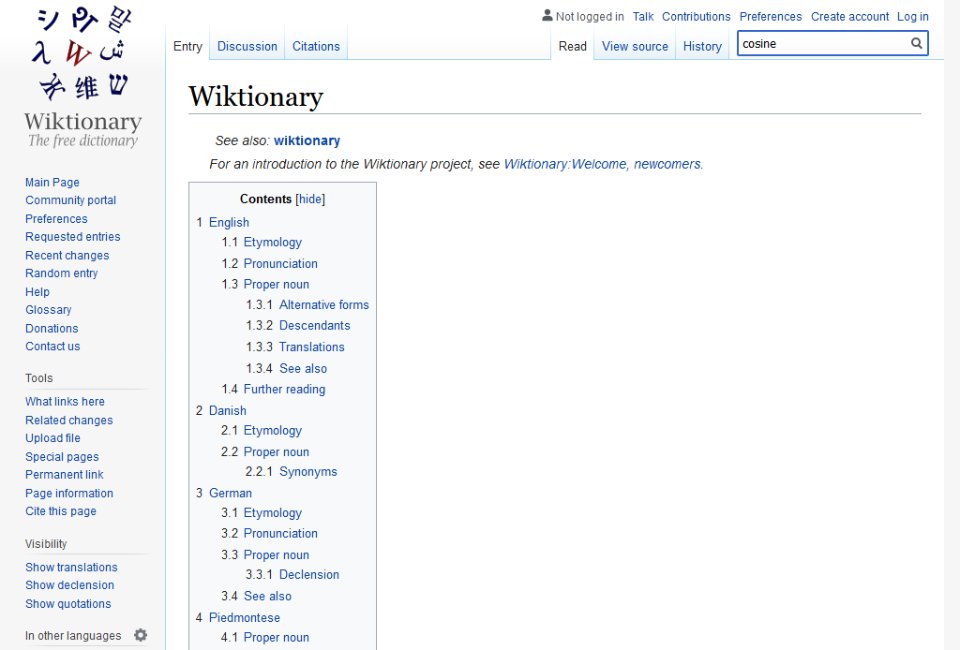 Not logged in Talk Contributions Preferences Create account Log in
Entry Discussion Citations Read View source History cosine
Wiktionary
The free dictionary
Main Page
Community portal
Preferences
Requested entries
Recent changes
Random entry
Help
Glossary
Donations
Contact us
Tools
What links here
Related changes
Upload file
Special pages
Permanent link
Page information
Cite this page
Visibility
Show translations
Show declension
Show quotations
In other languages
Wiktionary
See also: wiktionary
For an introduction to the Wiktionary project, see Wiktionary:Welcome, newcomers.
Contents [hide]
1 English
1.1 Etymology
1.2 Pronunciation
1.3 Proper noun
1.3.1 Alternative forms
1.3.2 Descendants
1.3.3 Translations
1.3.4 See also
1.4 Further reading
2 Danish
2.1 Etymology
2.2 Proper noun
2.2.1 Synonyms
3 German
3.1 Etymology
3.2 Pronunciation
3.3 Proper noun
3.3.1 Declension
3.4 See also
4 Piedmontese
4.1 Proper noun